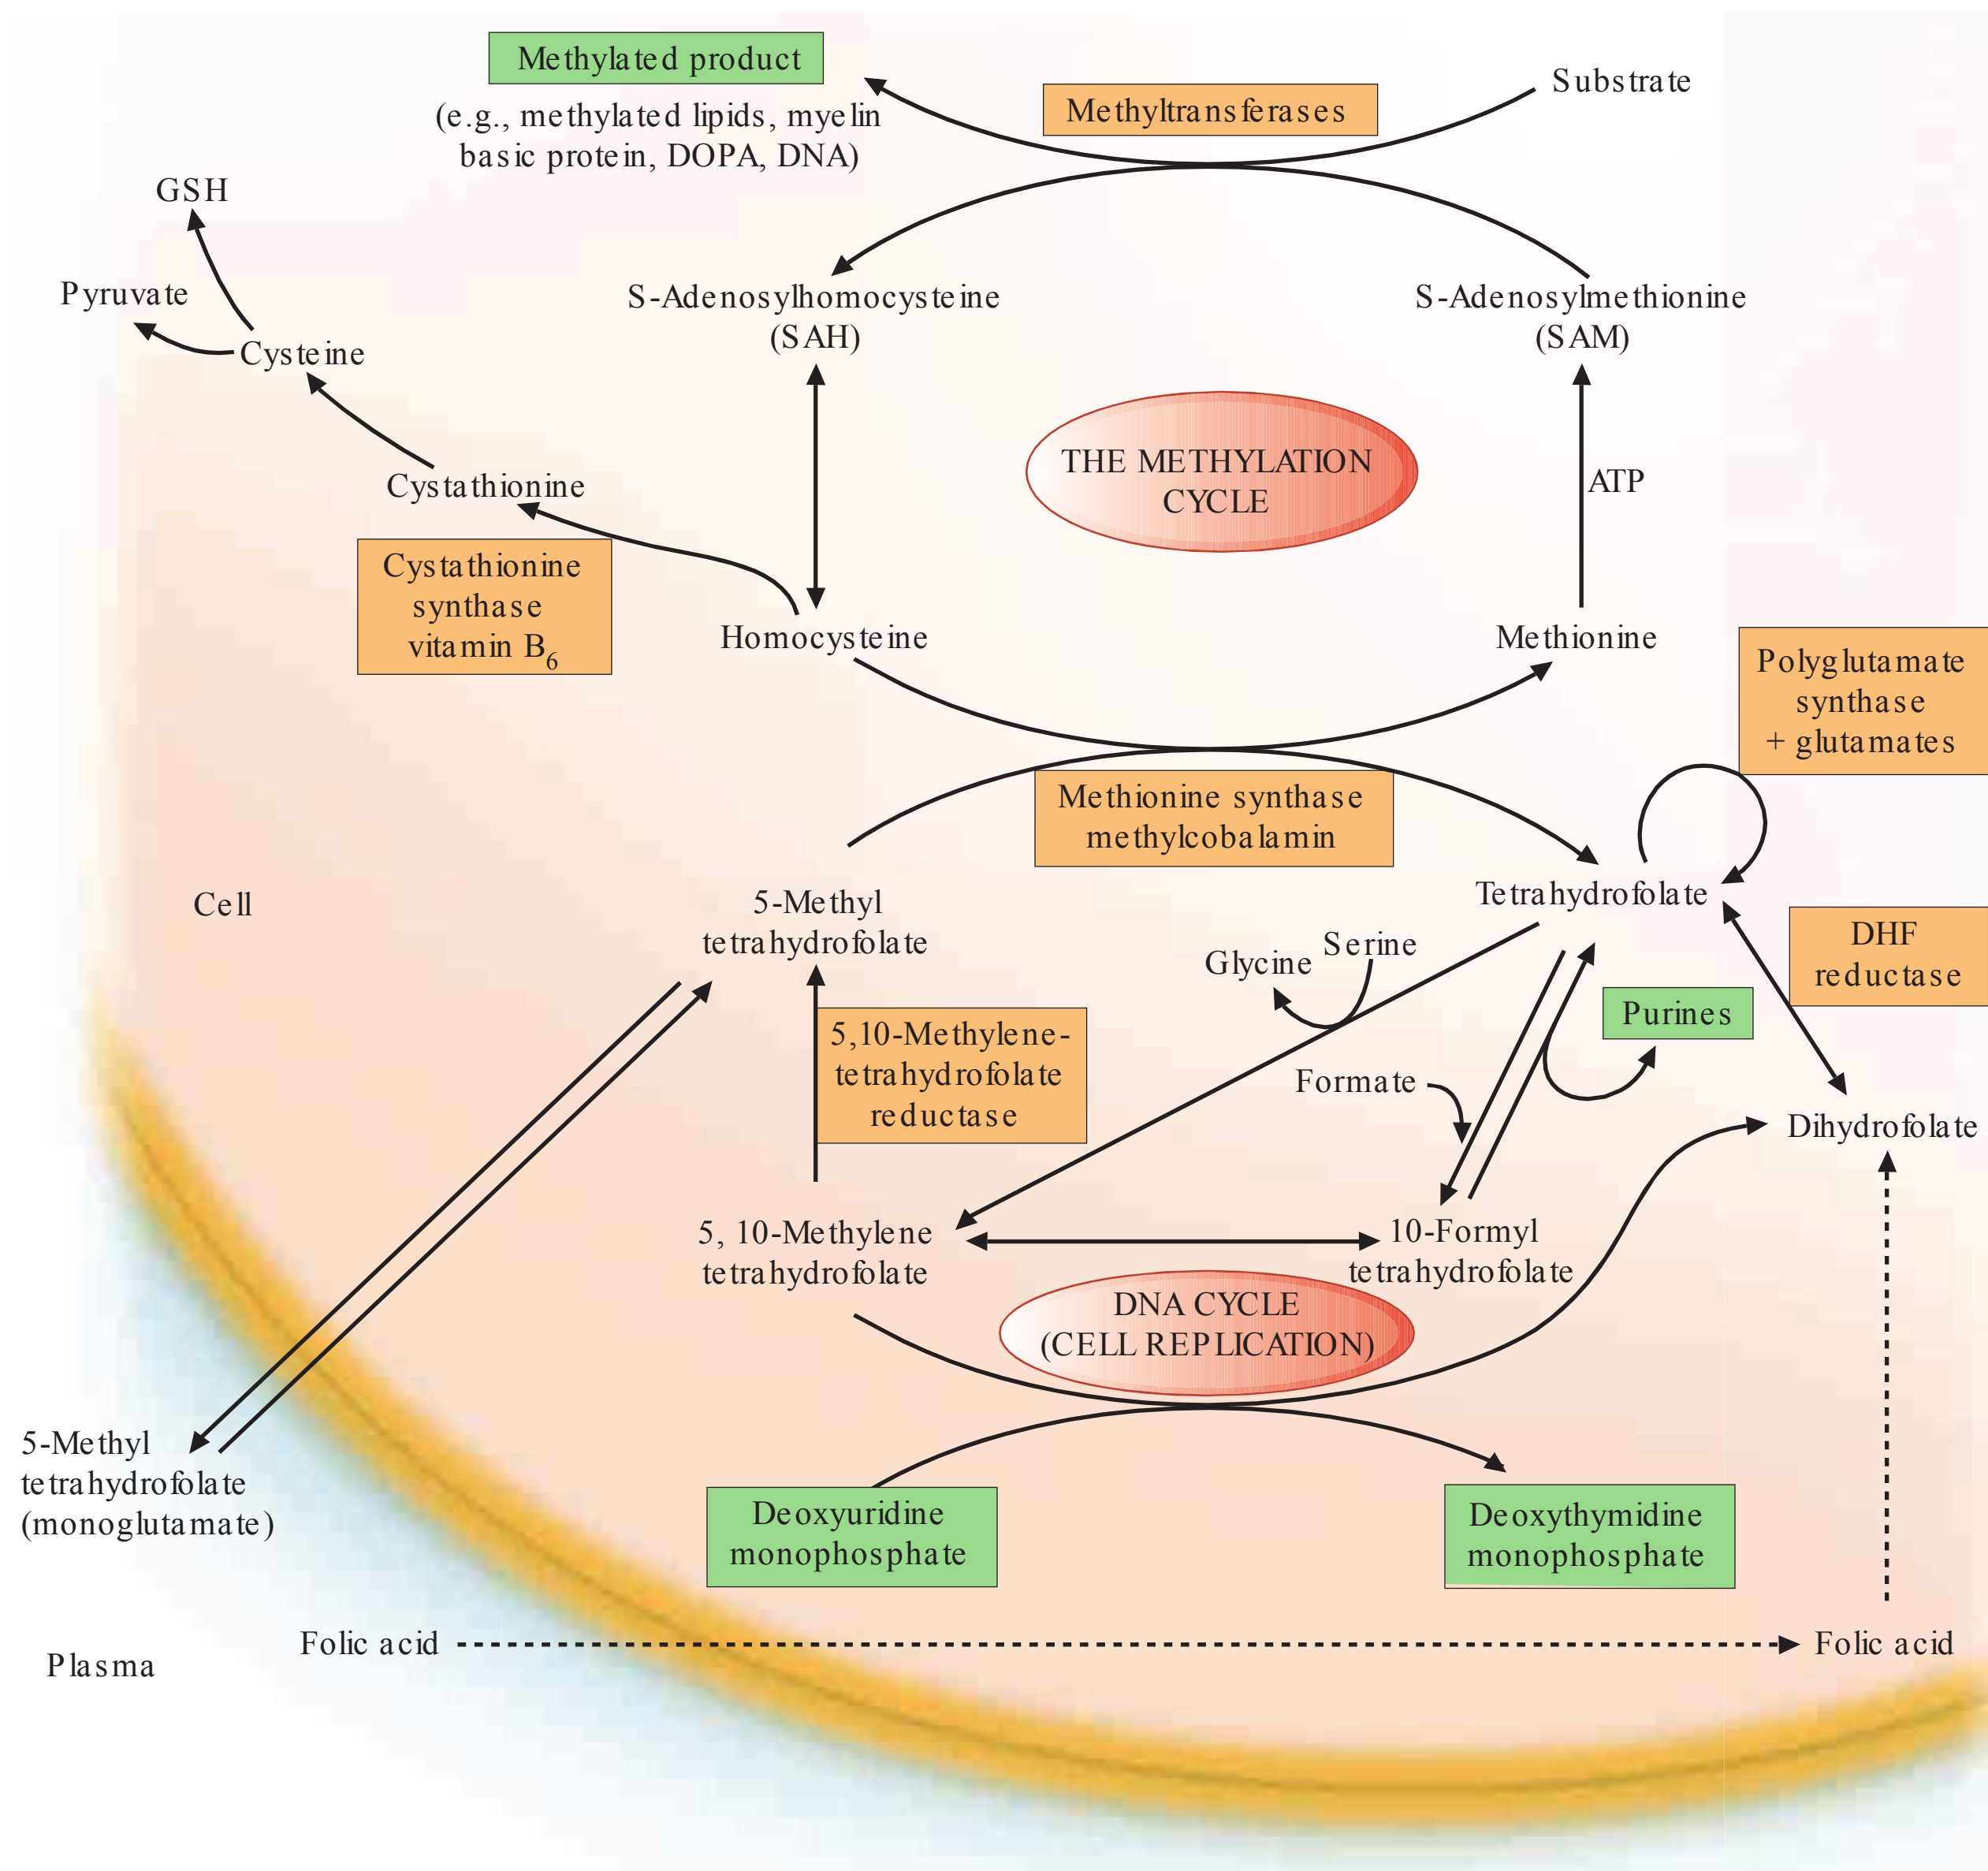 Methylated product
(e.g., methylated lipids, myelin
basic protein, DOPA, DNA)
Methyltransferases
Substrate
GSH
Pyruvate
Cysteine
S-Adenosylhomocysteine
(SAH)
S-Adenosylmethionine
(SAM)
THE METHYLATION
CYCLE
ATP
Cystathionine
Cystathionine
synthase
vitamin B6
Homocysteine
Methionine
Polyglutamate
synthase
+ glutamates
Methionine synthase
methylcobalamin
Cell
5-Methyl
tetrahydrofolate
Tetrahydrofolate
Glycine
Serine
DHF
reductase
Purines
5,10-Methylene-
tetrahydrofolate
reductase
Formate
Dihydrofolate
5, 10-Methylene
tetrahydrofolate
10-Formyl
tetrahydrofolate
DNA CYCLE
(CELL REPLICATION)
5-Methyl
tetrahydrofolate
(monoglutamate)
Deoxyuridine
monophosphate
Deoxythymidine
monophosphate
Plasma
Folic acid
Folic acid